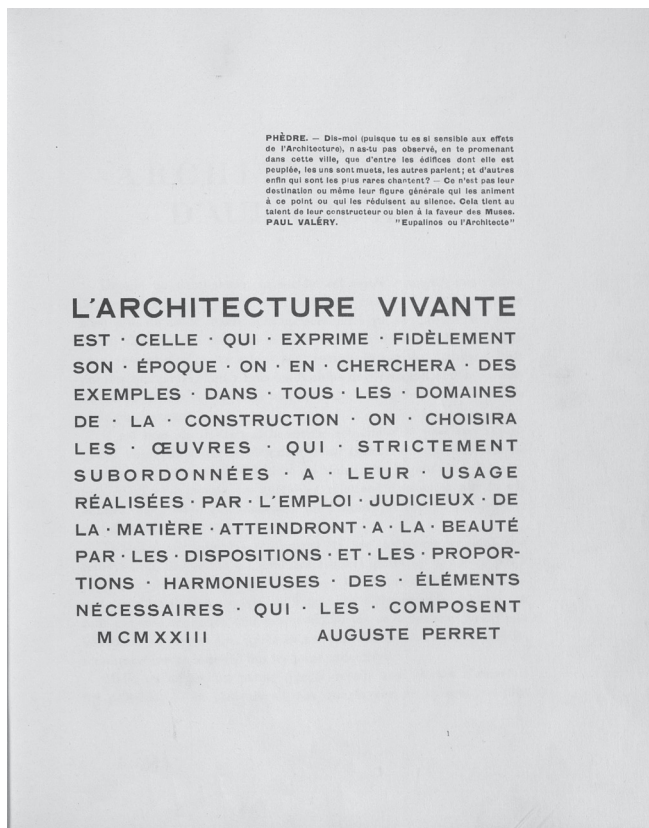 PHÈDRE. — Dis-moi (puisque tu es si sensible aux effets
de l'Architecture), n as-tu pas observé, en te promenant
dans cette ville, que d'entre les édifices dont elle est
peuplée, les uns sont muets, les autres parlent; et d'autres
enfin qui sont les plus rares chantent? — Ce n'est pas leur
destination ou même leur figure générale qui les animent
à ce point ou qui les réduisent au silence. Cela tient au
talent de leur constructeur ou bien à la faveur des Muses.
PAUL VALÉRY. "Eupalinos ou l'Architecte"
L'ARCHITECTURE VIVANTE
EST · CELLE · QUI · EXPRIME · FIDÈLEMENT
SON · ÉPOQUE · ON · EN · CHERCHERA · DES
EXEMPLES · DANS · TOUS · LES · DOMAINES
DE · LA · CONSTRUCTION · ON · CHOISIRA
LES · ŒUVRES · QUI · STRICTEMENT
SUBORDONNÉES · A · LEUR · USAGE
RÉALISÉES · PAR · L'EMPLOI · JUDICIEUX · DE
LA · MATIÈRE · ATTEINDRONT · A · LA · BEAUTÉ
PAR · LES · DISPOSITIONS · ET · LES · PROPOR-
TIONS · HARMONIEUSES · DES · ÉLÉMENTS
NÉCESSAIRES · QUI · LES · COMPOSENT
MCMXXIII AUGUSTE PERRET
1